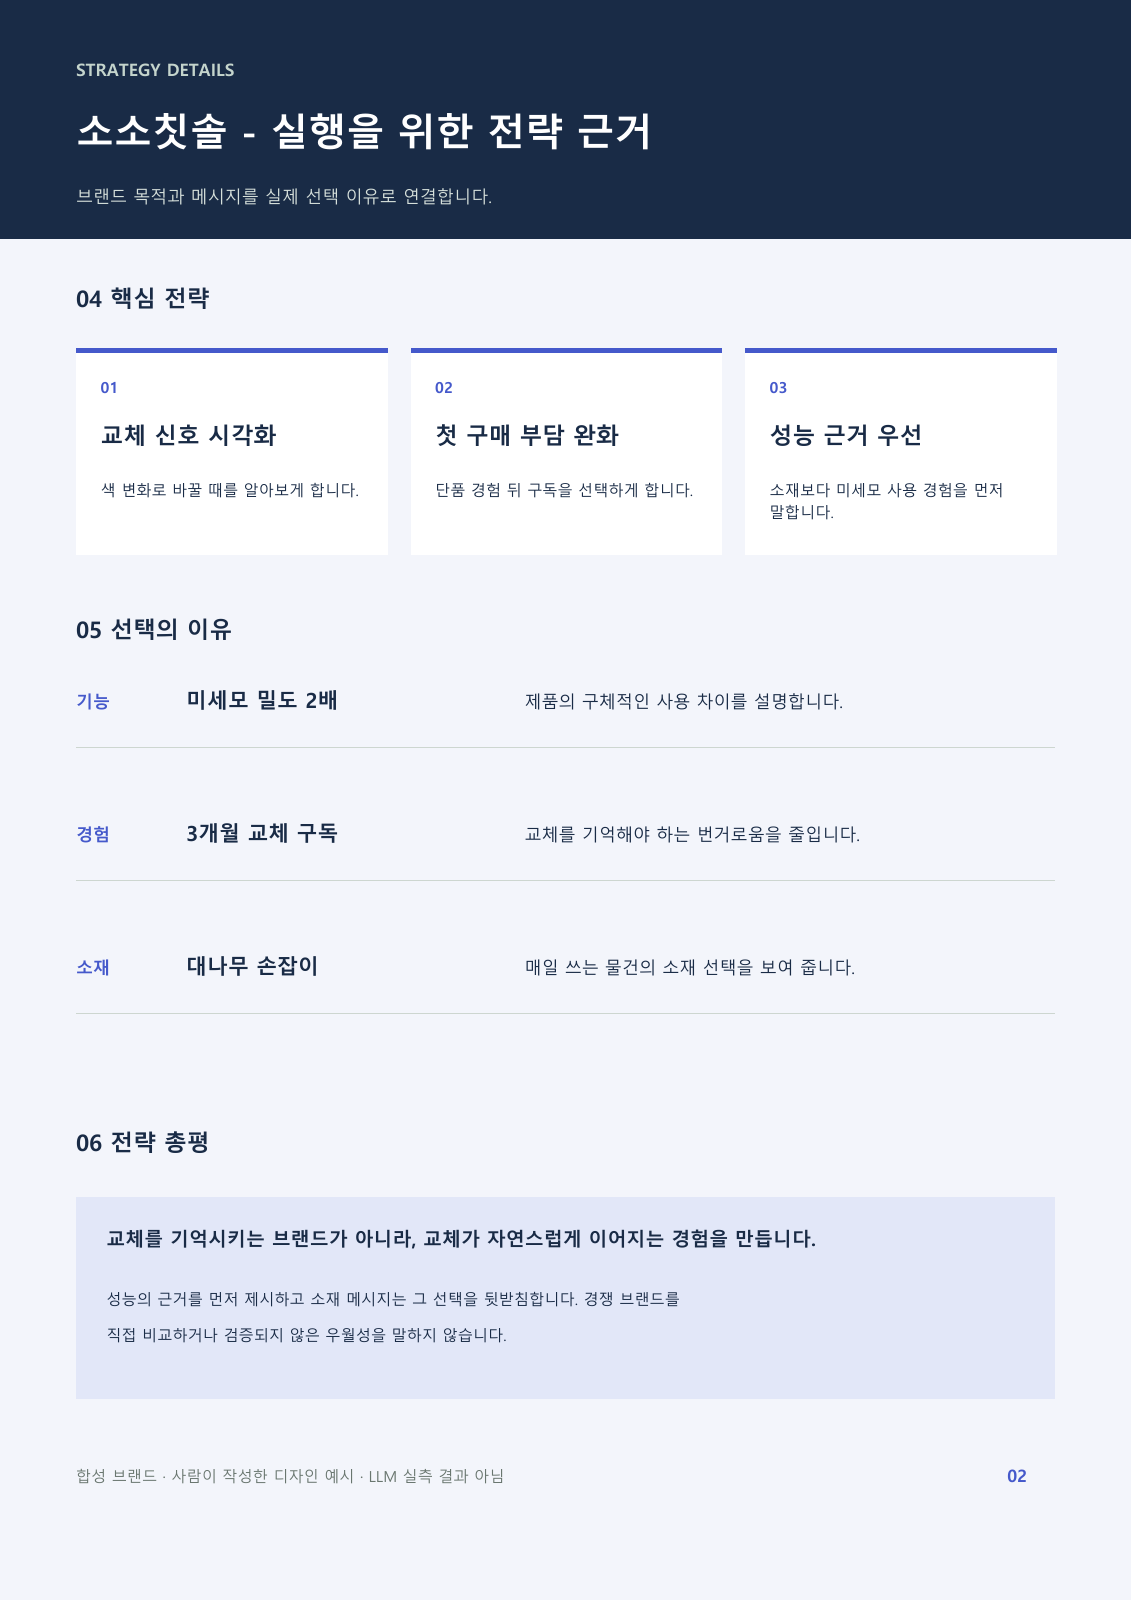 STRATEGY DETAILS
소소칫솔 - 실행을 위한 전략 근거
브랜드 목적과 메시지를 실제 선택 이유로 연결합니다.
04 핵심 전략
01
교체 신호 시각화
색 변화로 바꿀 때를 알아보게 합니다.
02
첫 구매 부담 완화
단품 경험 뒤 구독을 선택하게 합니다.
03
성능 근거 우선
소재보다 미세모 사용 경험을 먼저
말합니다.
05 선택의 이유
기능
미세모 밀도 2배
제품의 구체적인 사용 차이를 설명합니다.
경험
3개월 교체 구독
교체를 기억해야 하는 번거로움을 줄입니다.
소재
대나무 손잡이
매일 쓰는 물건의 소재 선택을 보여 줍니다.
06 전략 총평
교체를 기억시키는 브랜드가 아니라, 교체가 자연스럽게 이어지는 경험을 만듭니다.
성능의 근거를 먼저 제시하고 소재 메시지는 그 선택을 뒷받침합니다. 경쟁 브랜드를
직접 비교하거나 검증되지 않은 우월성을 말하지 않습니다.
합성 브랜드 · 사람이 작성한 디자인 예시 · LLM 실측 결과 아님
02